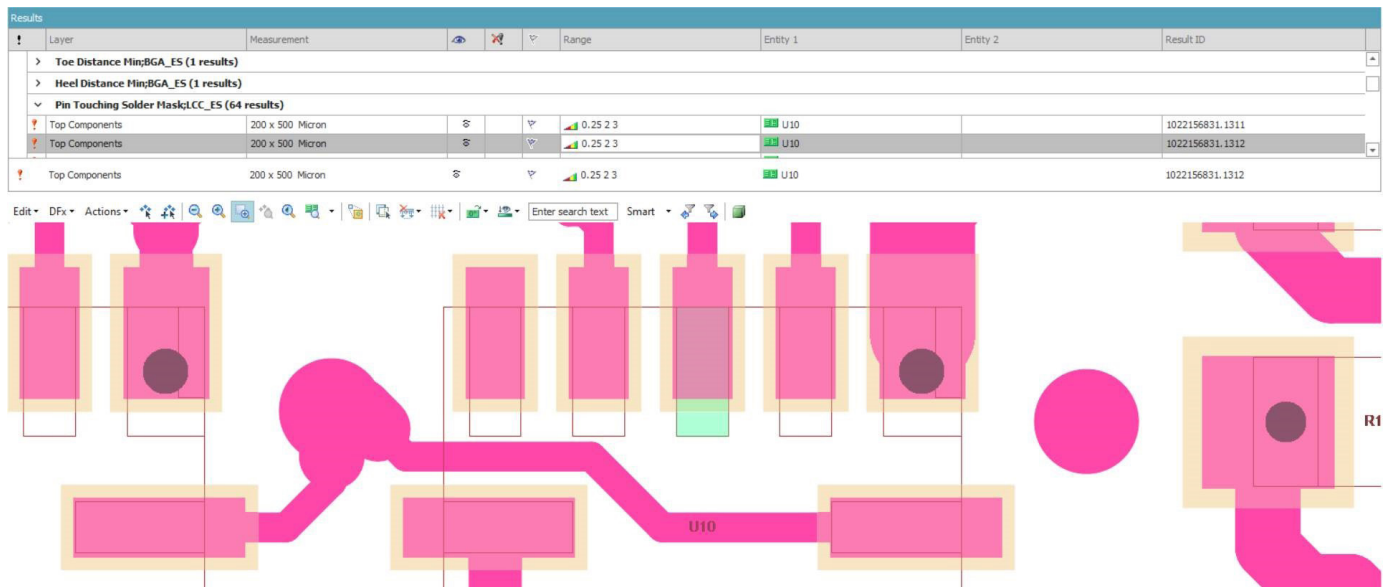 Results
! Layer Measurement Range Entity 1 Entity 2 Result ID
> Toe Distance Min;BGA_ES (1 results)
> Heel Distance Min;BGA_ES (1 results)
Pin Touching Solder Mask;LCC_ES (64 results)
Top Components 200 x 500 Micron 0.25 2 3 U10 1022156831.1311
Top Components 200 x 500 Micron 0.25 2 3 U10 1022156831.1312
Top Components 200 x 500 Micron 0.25 2 3 U10 1022156831.1312
Edit DFx Actions Enter search text Smart
R1
U10